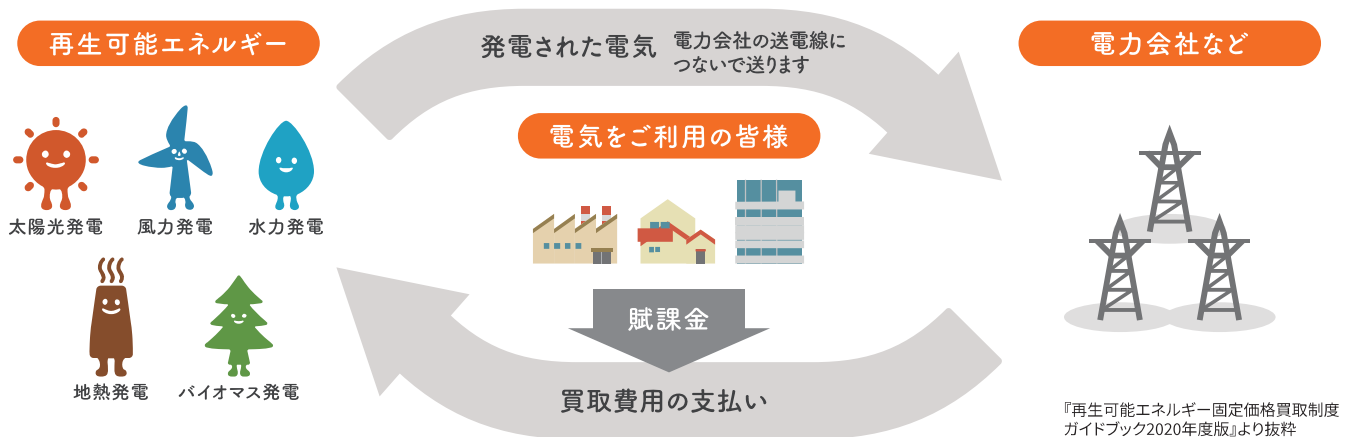 再生可能エネルギー
発電された電気
電力会社の送電線に
つないで送ります
電力会社など
電気をご利用の皆様
太陽光発電
風力発電
水力発電
地熱発電
バイオマス発電
賦課金
買取費用の支払い
『再生可能エネルギー固定価格買取制度
ガイドブック2020年度版』より抜粋